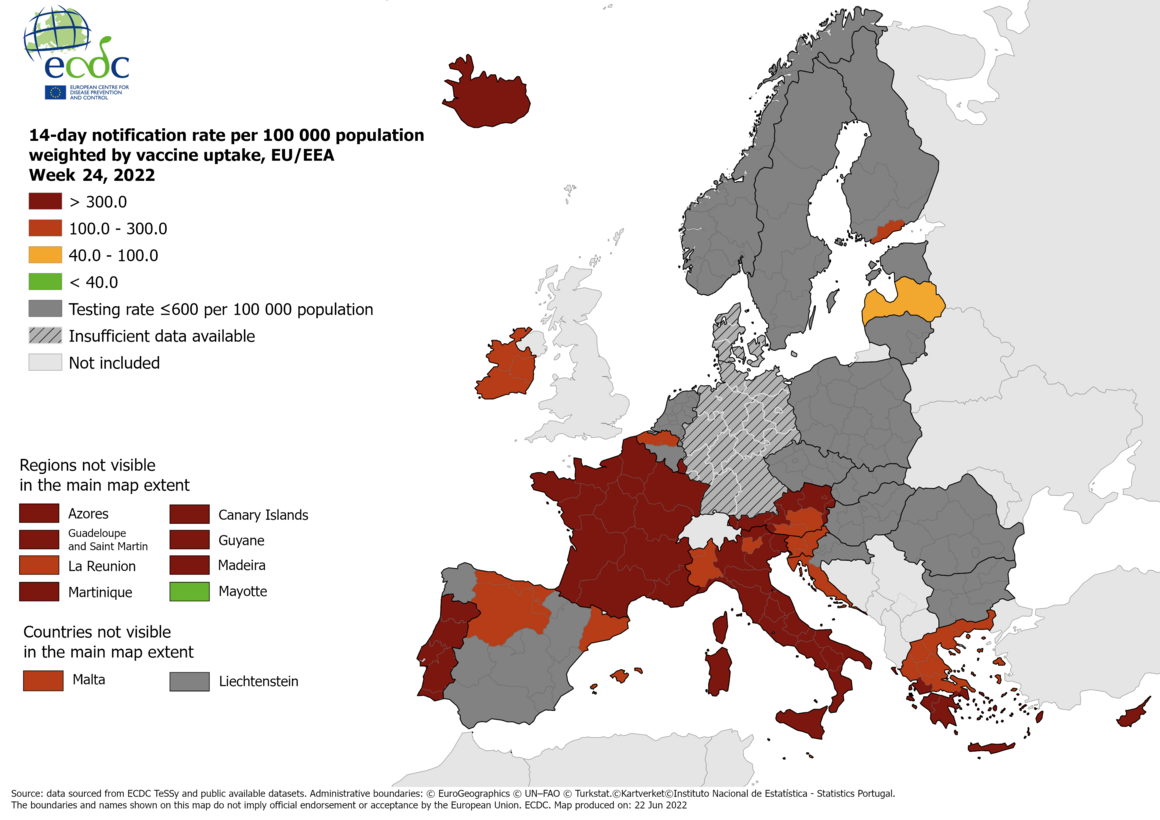 ecdc
EUROPEAN CENTRE FOR
DISEASE PREVENTION
AND CONTROL
14-day notification rate per 100 000 population
weighted by vaccine uptake, EU/EEA
Week 24, 2022
> 300.0
100.0 - 300.0
40.0 - 100.0
< 40.0
Testing rate ≤600 per 100 000 population
Insufficient data available
Not included
Regions not visible
in the main map extent
Azores
Canary Islands
Guadeloupe
and Saint Martin
Guyane
La Reunion
Madeira
Martinique
Mayotte
Countries not visible
in the main map extent
Malta
Liechtenstein
Source: data sourced from ECDC TeSSy and public available datasets. Administrative boundaries: © EuroGeographics © UN–FAO © Turkstat.©Kartverket©Instituto Nacional de Estatística - Statistics Portugal.
The boundaries and names shown on this map do not imply official endorsement or acceptance by the European Union. ECDC. Map produced on: 22 Jun 2022